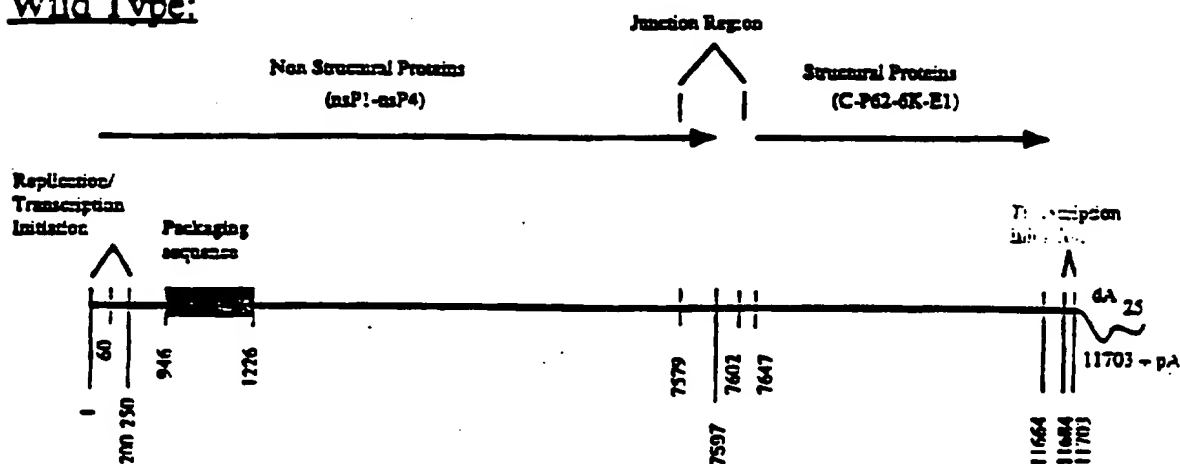 Wild Type:
Junction Region
Non Structural Proteins
(nsP1-nsP4)
Structural Proteins
(C-P62-6K-E1)
Replication/
Transcription
Initiation
Packaging
sequence
dA 25
11703 + pA
1
60
200 250
946
1226
7579
7597
7602
7647
11664
11684
11703